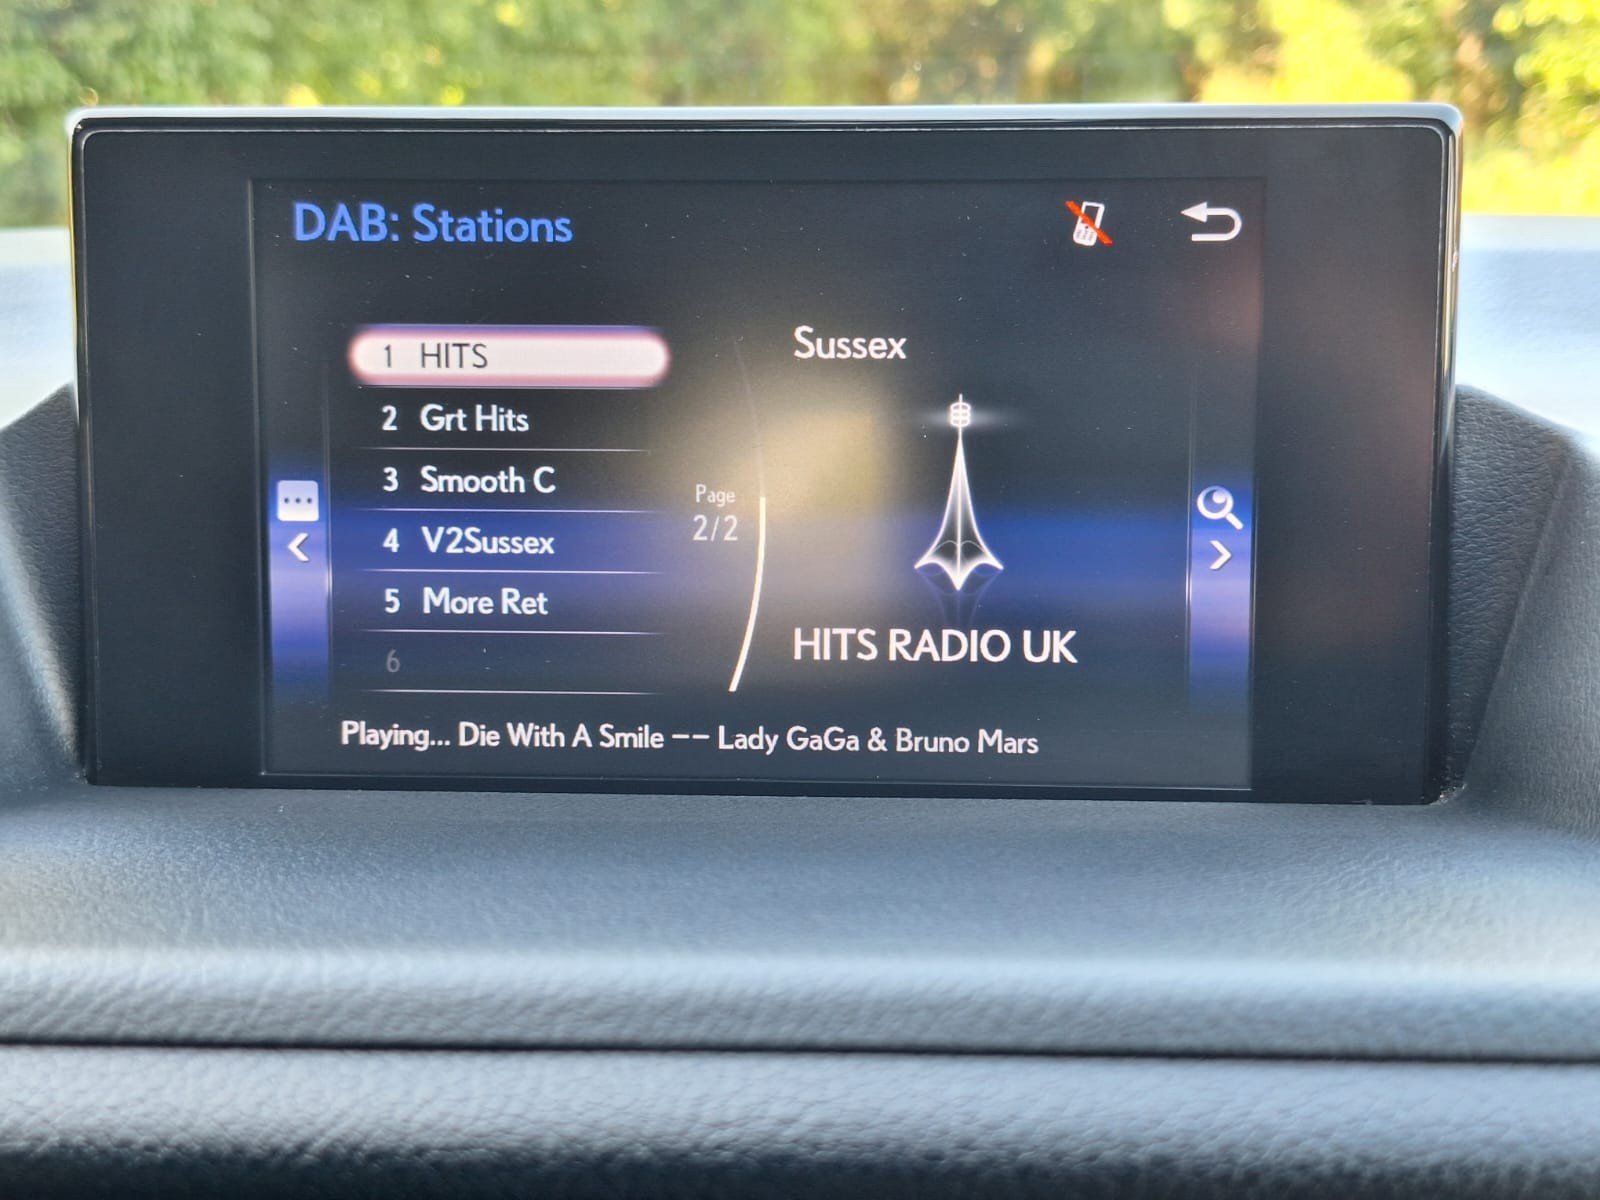 DAB: Stations
1 HITS
2 Grt Hits
3 Smooth C
4 V2Sussex
5 More Ret
6
Page
2/2
Sussex
HITS RADIO UK
Playing... Die With A Smile -- Lady GaGa & Bruno Mars